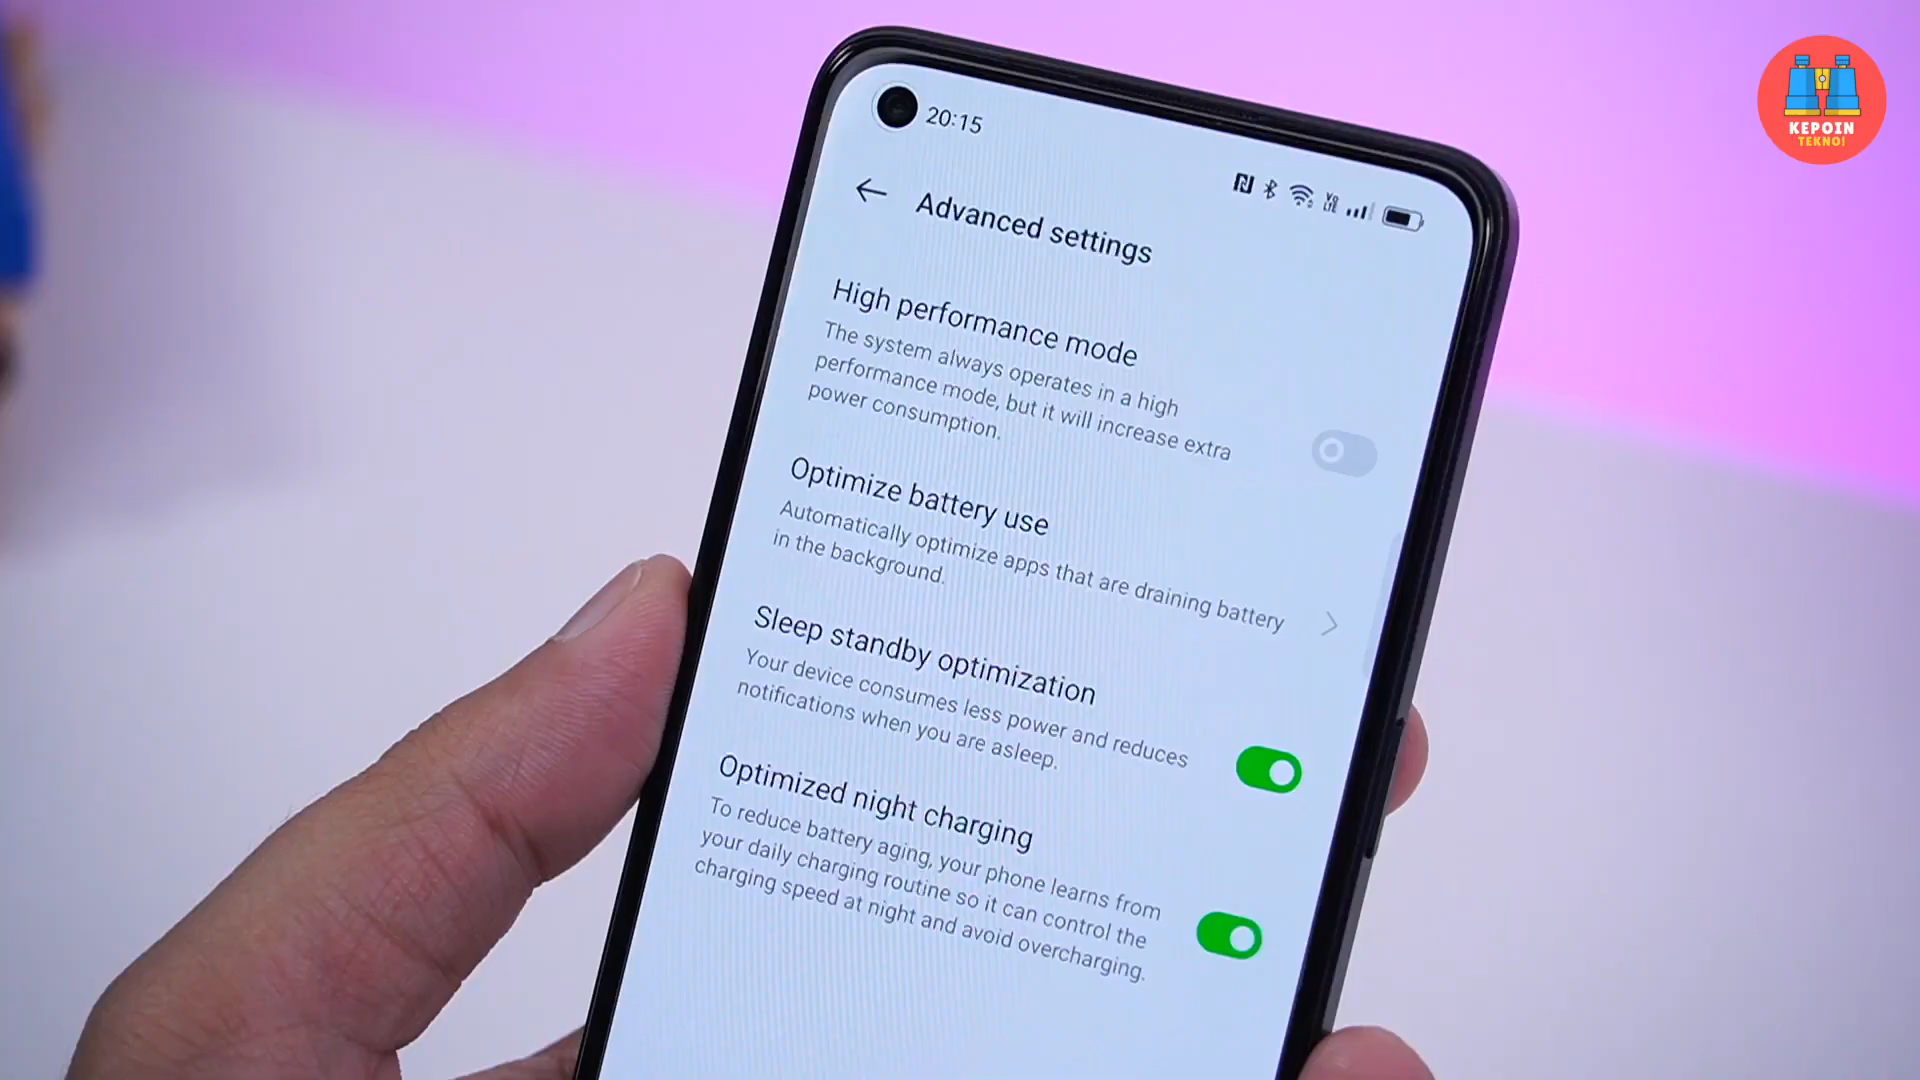 20:15
VO
LTE
Advanced settings
High performance mode
The system always operates in a high
performance mode, but it will increase extra
power consumption.
Optimize battery use
Automatically optimize apps that are draining battery
in the background.
Sleep standby optimization
Your device consumes less power and reduces
notifications when you are asleep.
Optimized night charging
To reduce battery aging, your phone learns from
your daily charging routine so it can control the
charging speed at night and avoid overcharging.
KEPOIN
TEKNO!